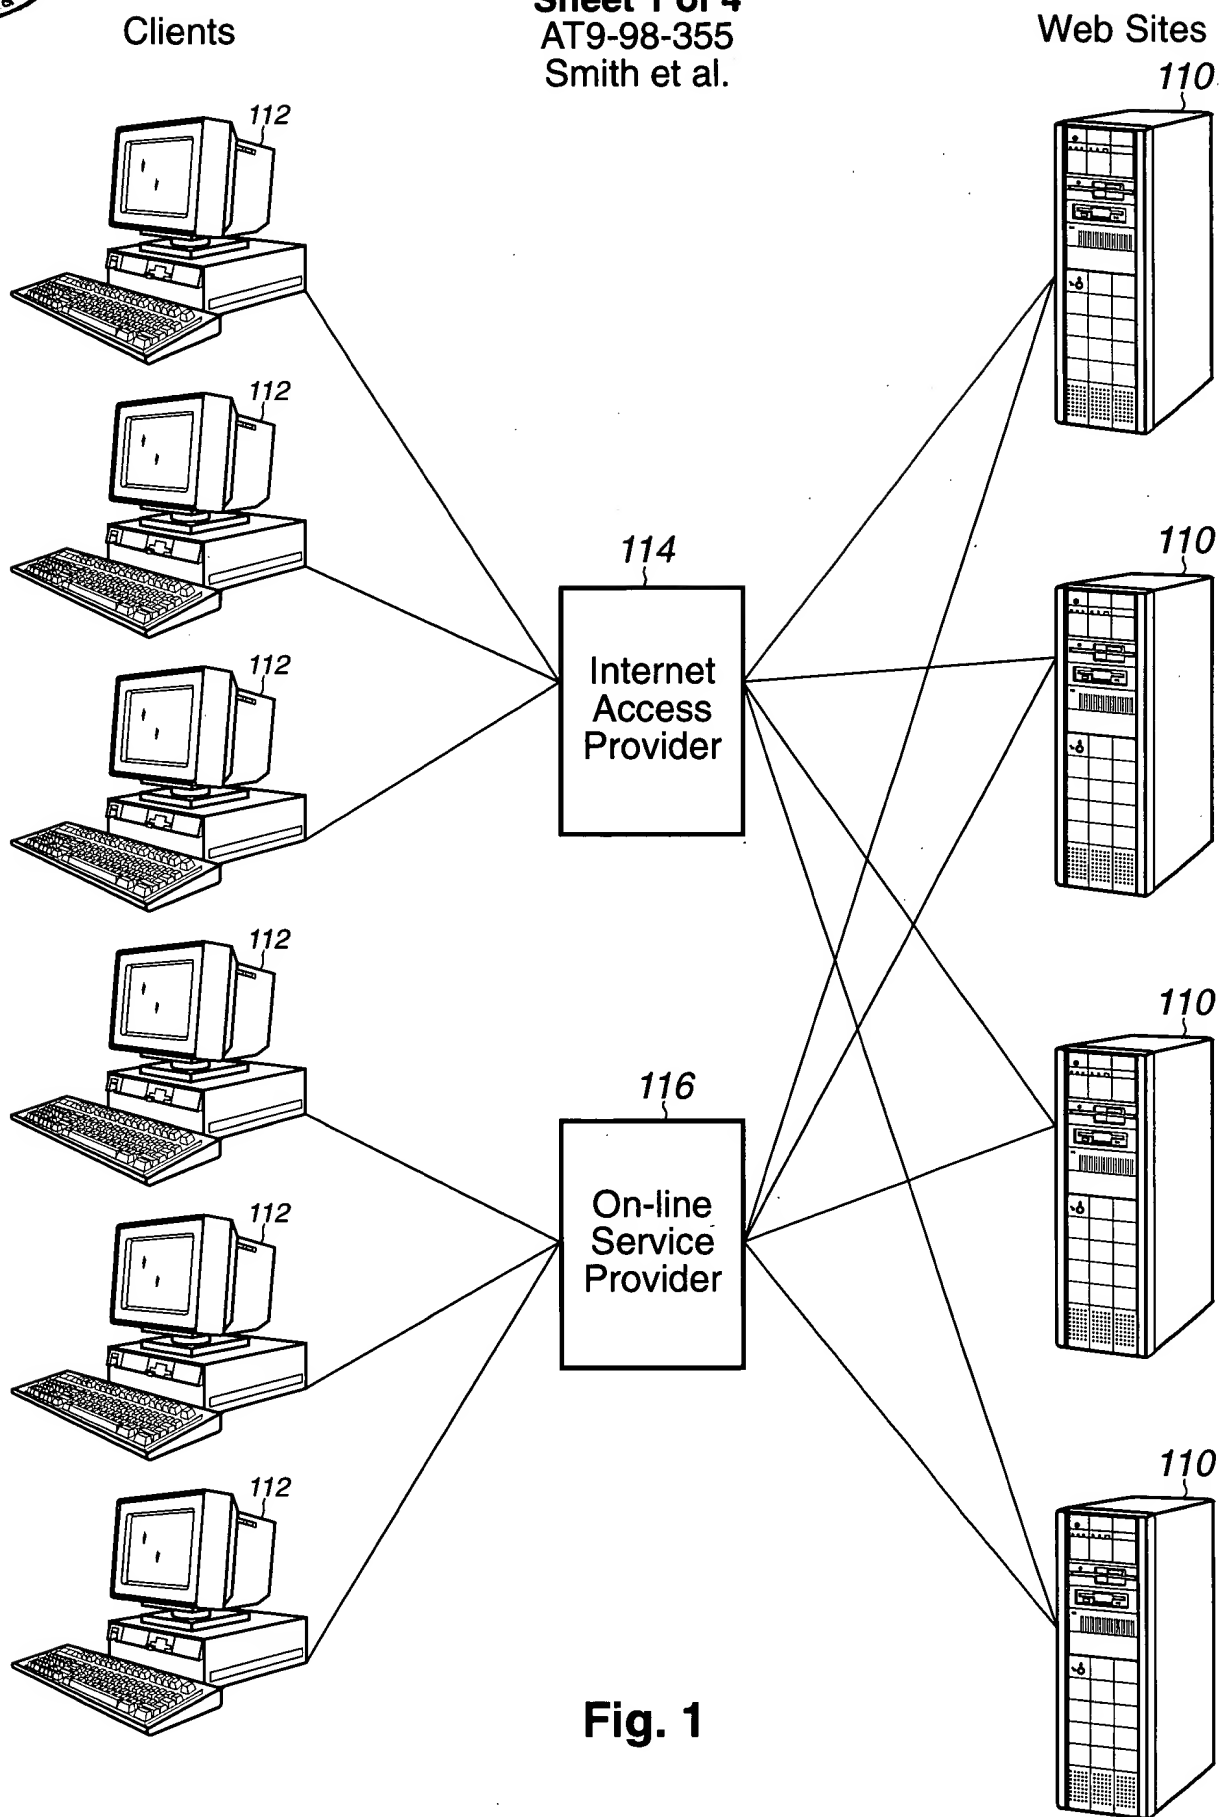 Sheet 1 of 4
AT9-98-355
Smith et al.
Clients
Web Sites
112
112
112
112
112
112
110
110
110
110
114
Internet
Access
Provider
116
On-line
Service
Provider
Fig. 1